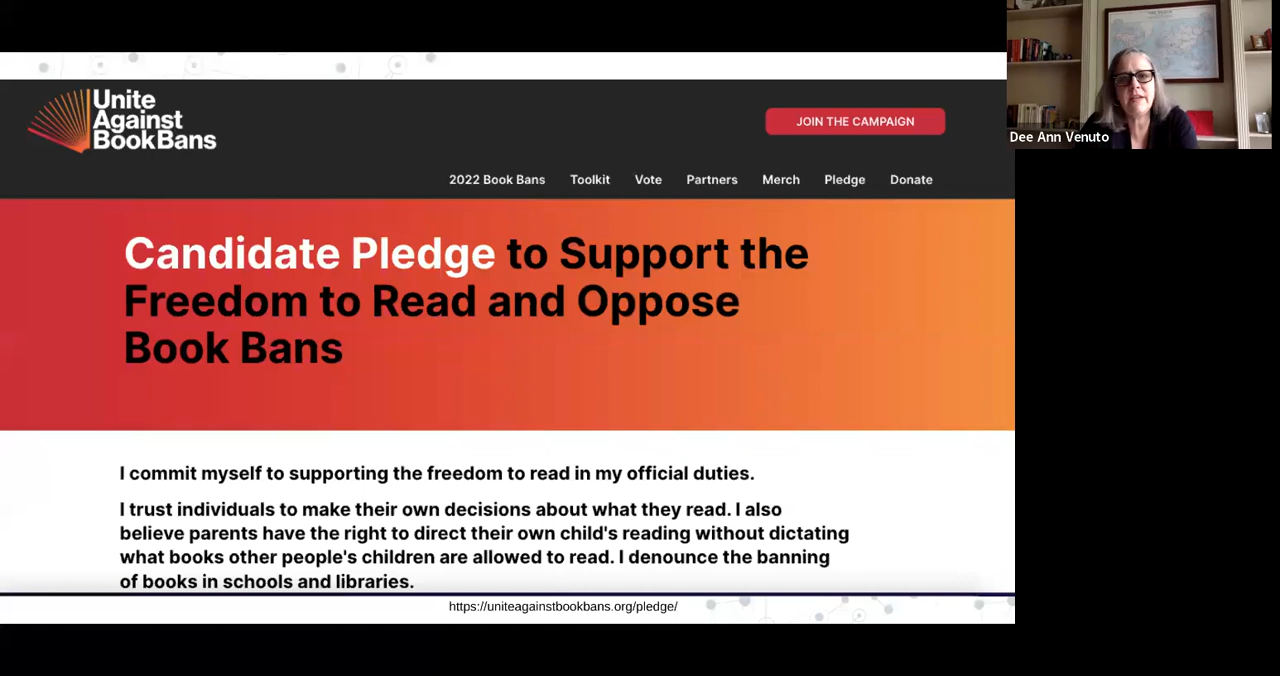 Unite
Against
Book Bans
JOIN THE CAMPAIGN
2022 Book Bans Toolkit Vote Partners Merch Pledge Donate
Candidate Pledge to Support the
Freedom to Read and Oppose
Book Bans
I commit myself to supporting the freedom to read in my official duties.
I trust individuals to make their own decisions about what they read. I also
believe parents have the right to direct their own child's reading without dictating
what books other people's children are allowed to read. I denounce the banning
of books in schools and libraries.
https://uniteagainstbookbans.org/pledge/
Dee Ann Venuto